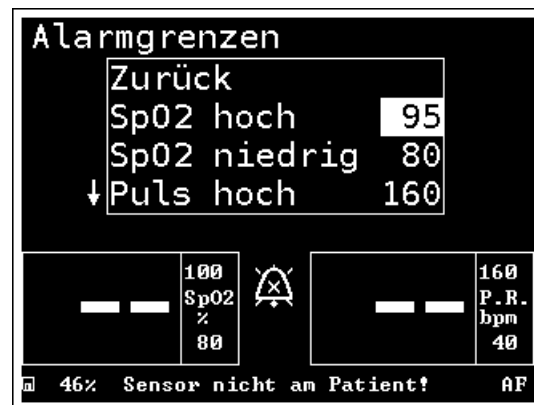 Alarmgrenzen
Zurück
SpO2 hoch 95
SpO2 niedrig 80
↓Puls hoch 160
-- 100 SpO2 % 80
-- 160 P.R. bpm 40
46% Sensor nicht am Patient! AF